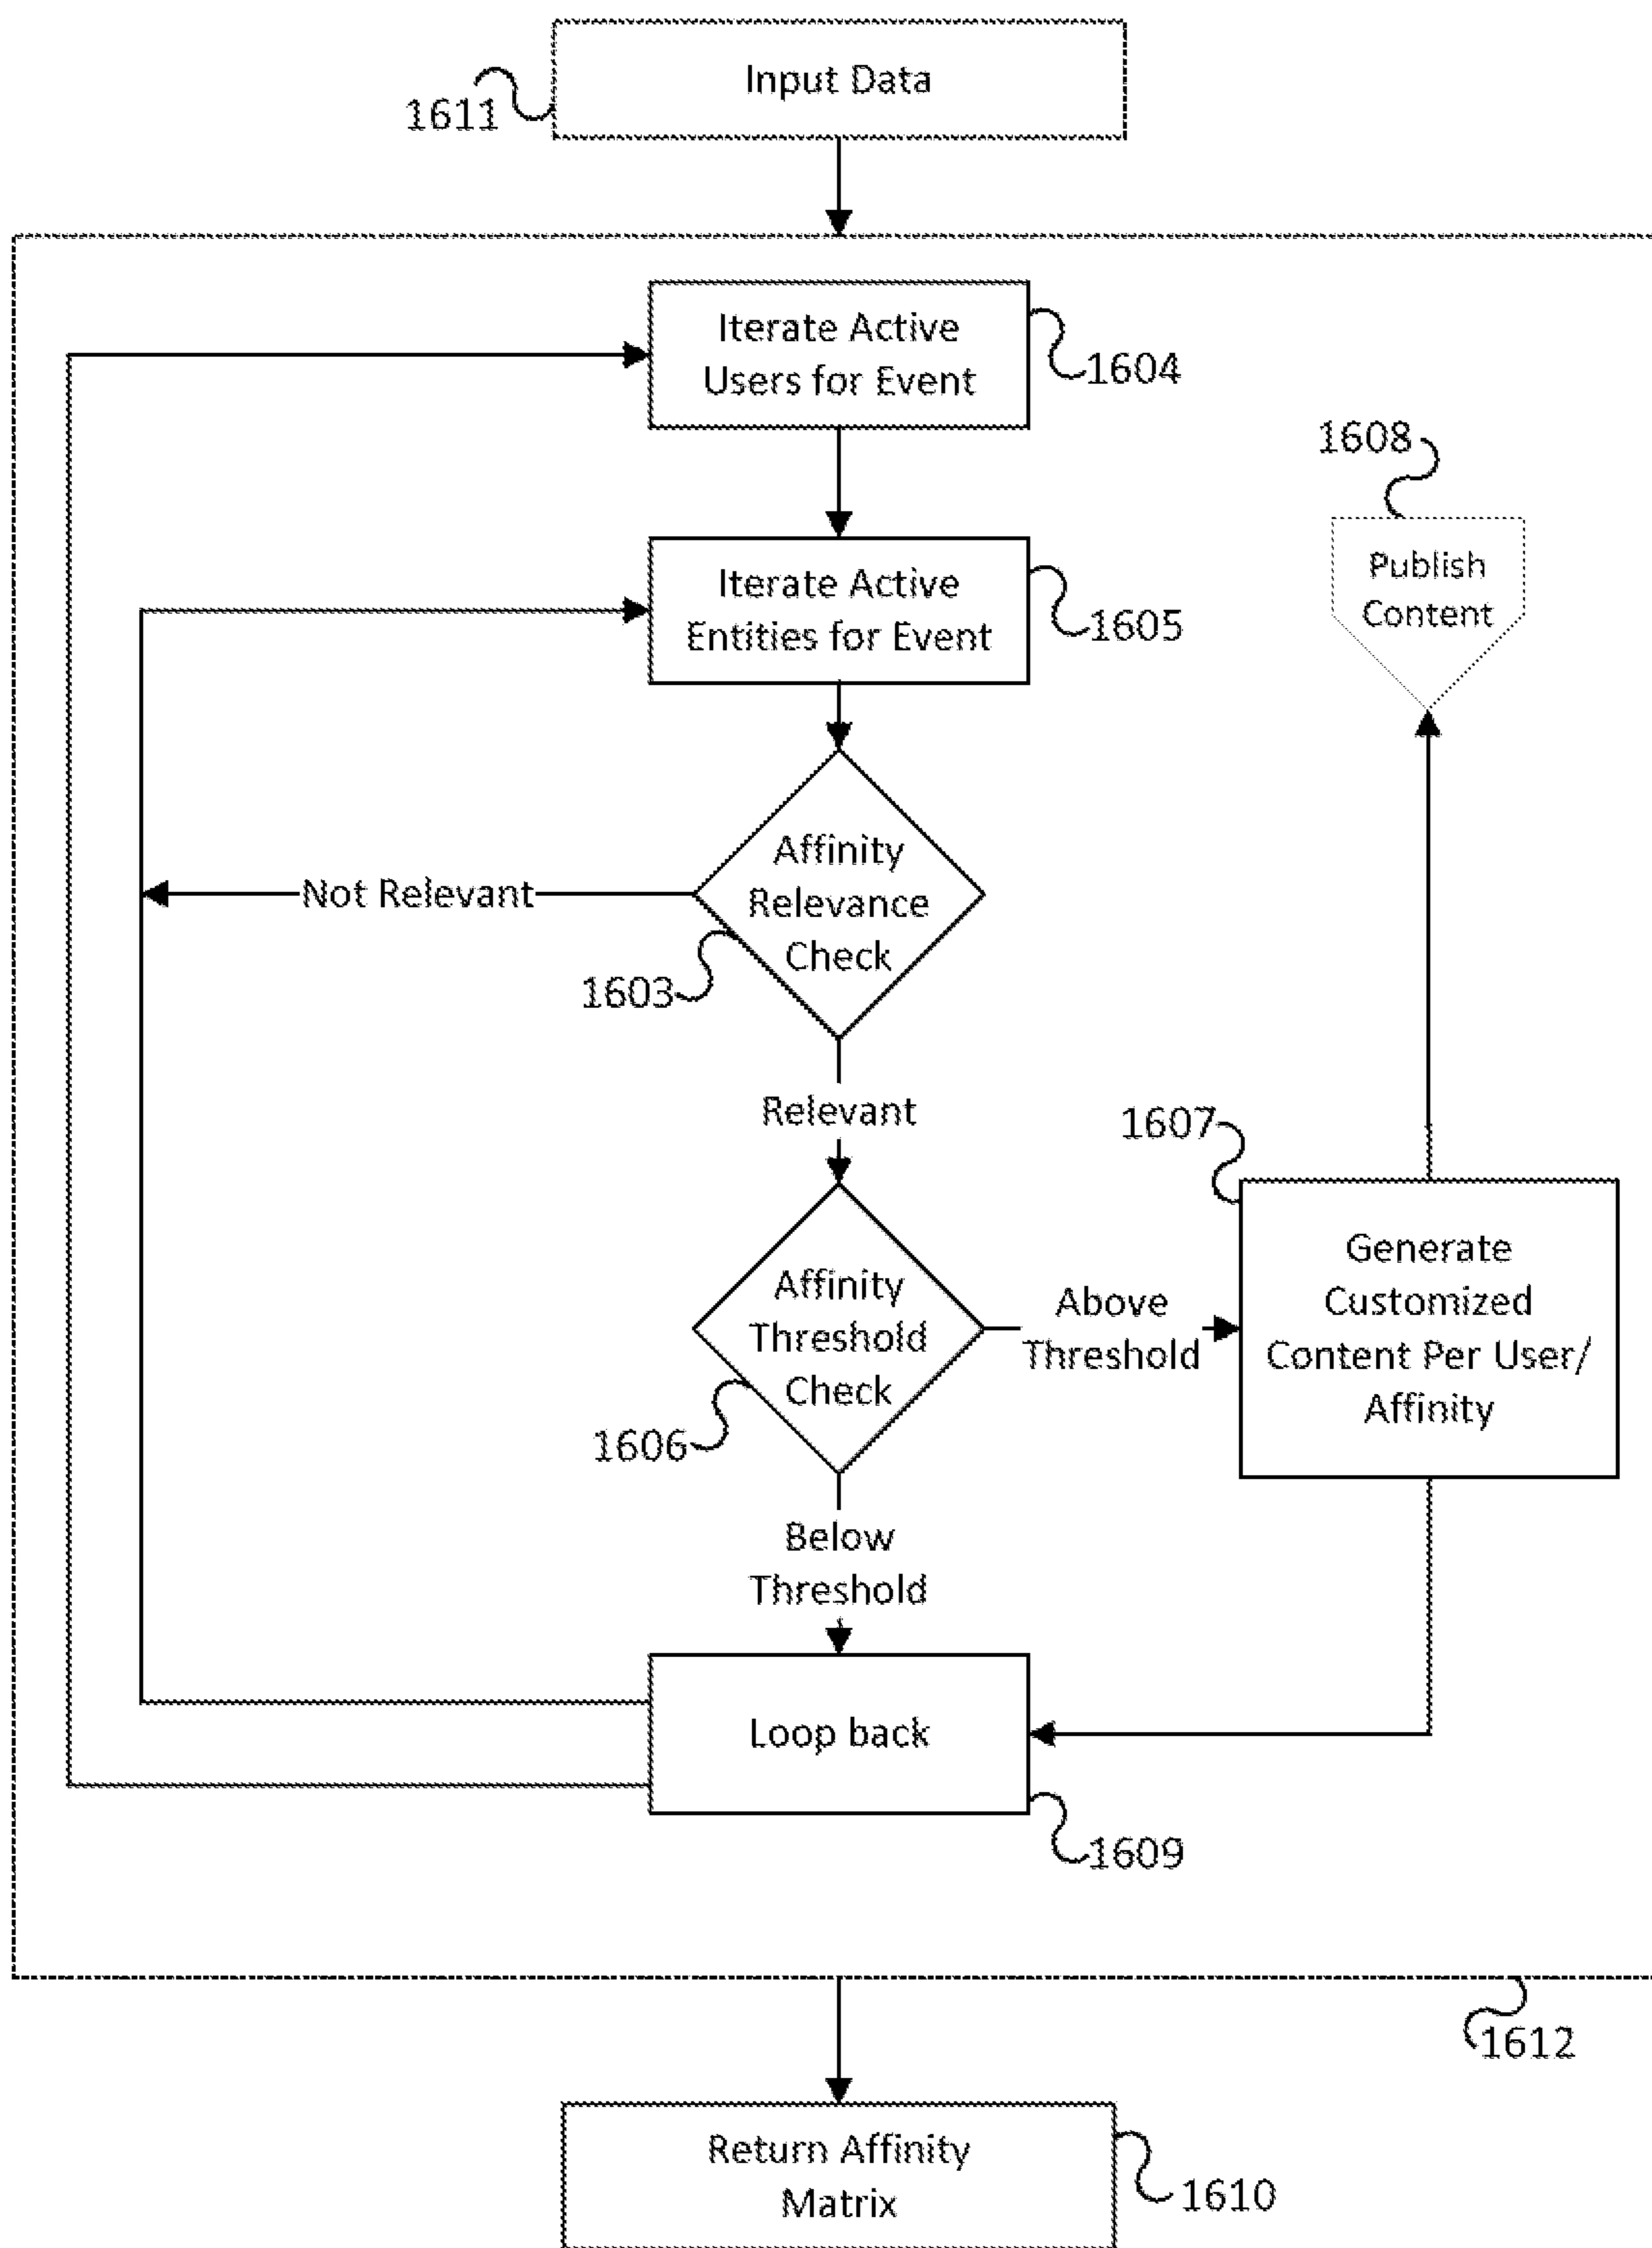 Input Data
1611
Iterate Active
Users for Event
1604
1608
Publish
Content
Iterate Active
Entities for Event
1605
Affinity
Relevance
Check
Not Relevant
1603
Relevant
1607
Generate
Customized
Content Per User/
Affinity
Affinity
Threshold
Check
Above
Threshold
1606
Below
Threshold
Loop back
1609
1612
Return Affinity
Matrix
1610